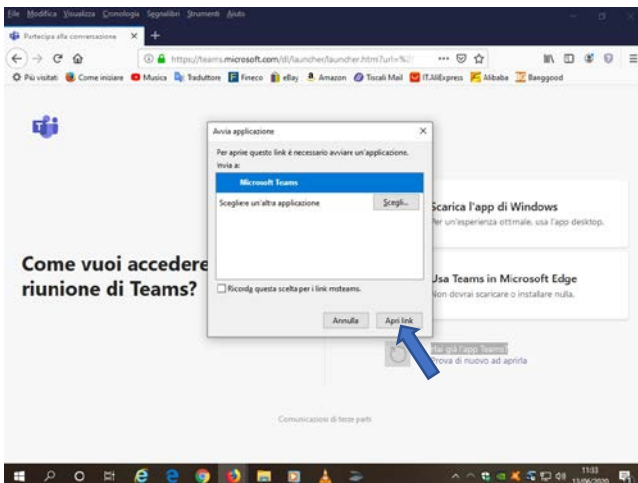 File Modifica Visualizza Cronologia Segnalibri Strumenti Aiuto
Partecipa alla conversazione
https://teams.microsoft.com/dl/launcher/launcher.html?url=%2
Più visitati Come iniziare Musica Traduttore Fineco eBay Amazon Tiscali Mail IT.AliExpress Alibaba Banggood
Avvia applicazione
Per aprire questo link è necessario avviare un'applicazione.
Invia a:
Microsoft Teams
Scegliere un'altra applicazione
Scegli...
Ricorda questa scelta per i link msteams.
Annulla
Apri link
Come vuoi accedere
riunione di Teams?
Scarica l'app di Windows
Per un'esperienza ottimale, usa l'app desktop.
Usa Teams in Microsoft Edge
Non dovrai scaricare o installare nulla.
Hai già l'app Teams?
Prova di nuovo ad aprirla
Comunicazioni di terze parti
11:03